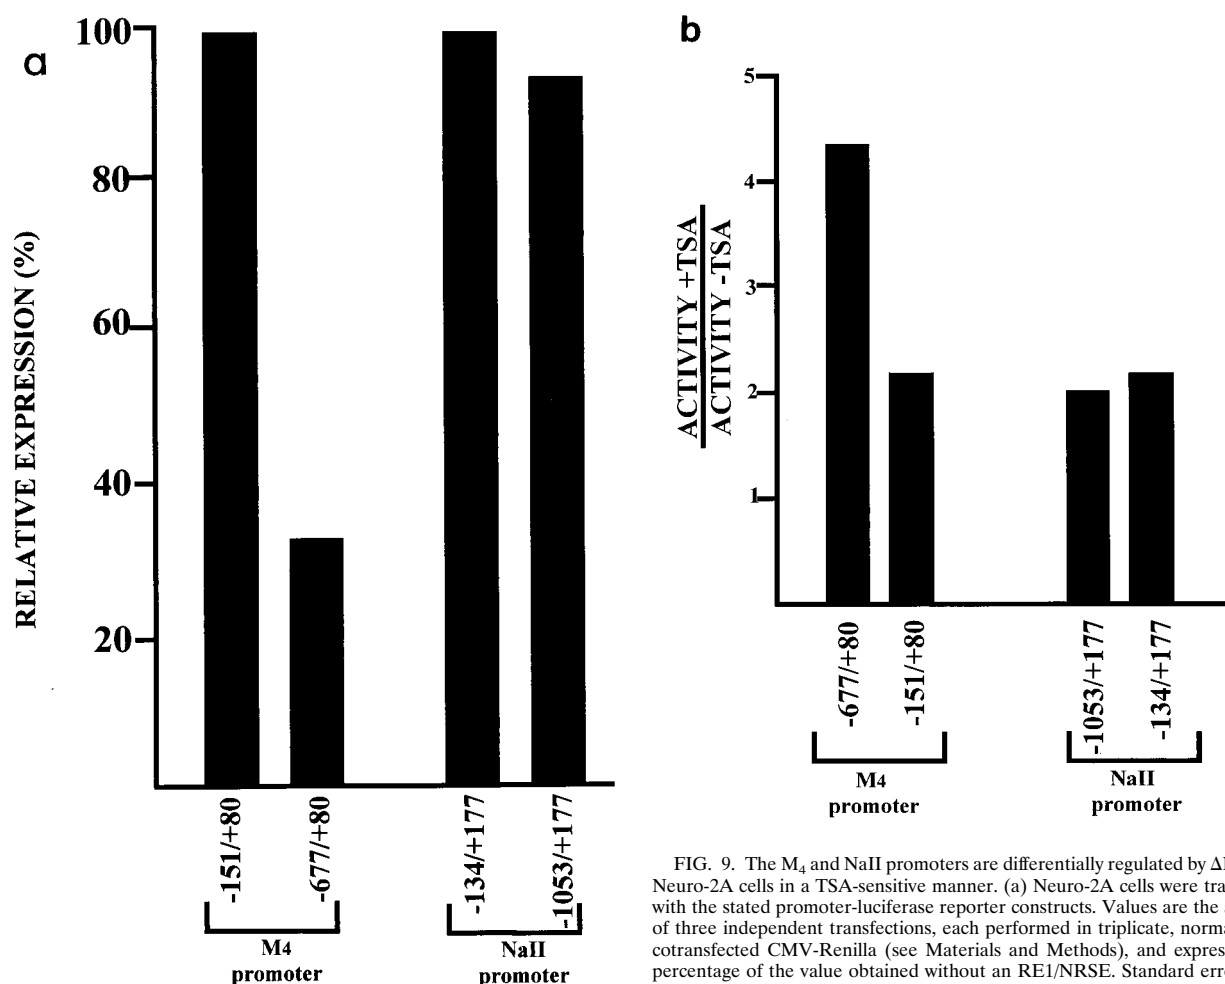 a
100
80
60
40
20
RELATIVE EXPRESSION (%)
-151/+80
-677/+80
-134/+177
-1053/+177
M4
promoter
NaII
promoter
b
5
4
3
2
1
ACTIVITY +TSA
ACTIVITY -TSA
-677/+80
-151/+80
-1053/+177
-134/+177
M4
promoter
NaII
promoter
FIG. 9. The M₄ and NaII promoters are differentially regulated by
Neuro-2A cells in a TSA-sensitive manner. (a) Neuro-2A cells were
with the stated promoter-luciferase reporter constructs. Values are the
of three independent transfections, each performed in triplicate,
cotransfected CMV-Renilla (see Materials and Methods), and
percentage of the value obtained without an RE1/NRSE. Standard